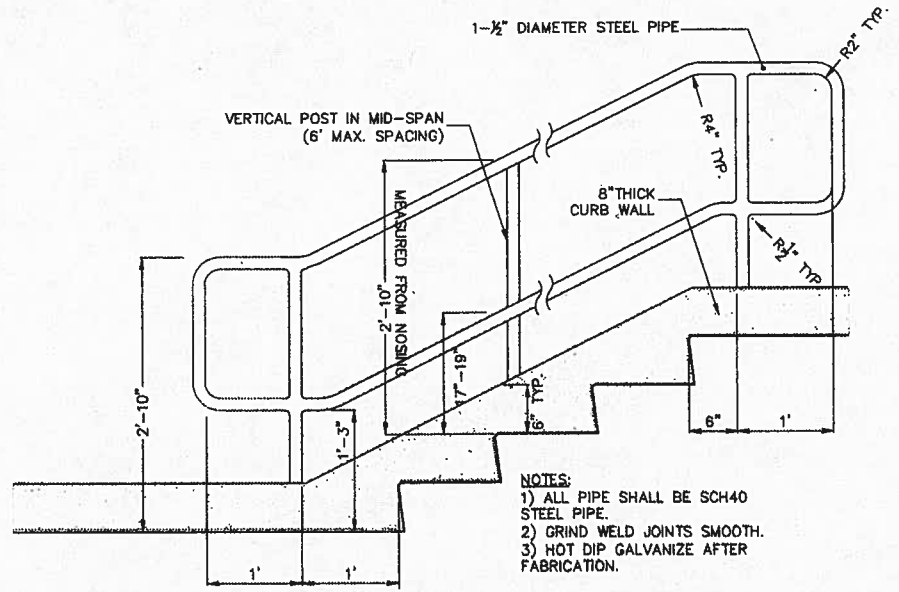 1-½" DIAMETER STEEL PIPE
R2" TYP.
VERTICAL POST IN MID-SPAN
(6' MAX. SPACING)
R4" TYP.
8"THICK
CURB WALL
R½" TYP
MEASURED FROM NOSING
2'-10"
17"-19"
2'-10"
1'-3"
6" TYP.
6"
1'
1'
1'
NOTES:
1) ALL PIPE SHALL BE SCH40
STEEL PIPE.
2) GRIND WELD JOINTS SMOOTH.
3) HOT DIP GALVANIZE AFTER
FABRICATION.